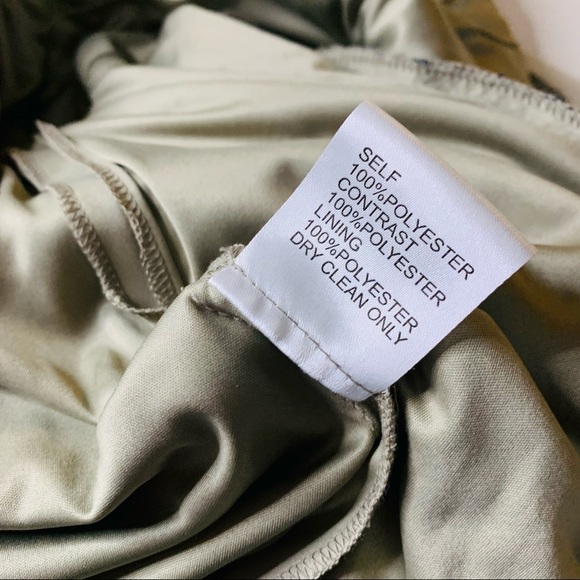 SELF
100%POLYESTER
CONTRAST
100%POLYESTER
LINING
100%POLYESTER
DRY CLEAN ONLY